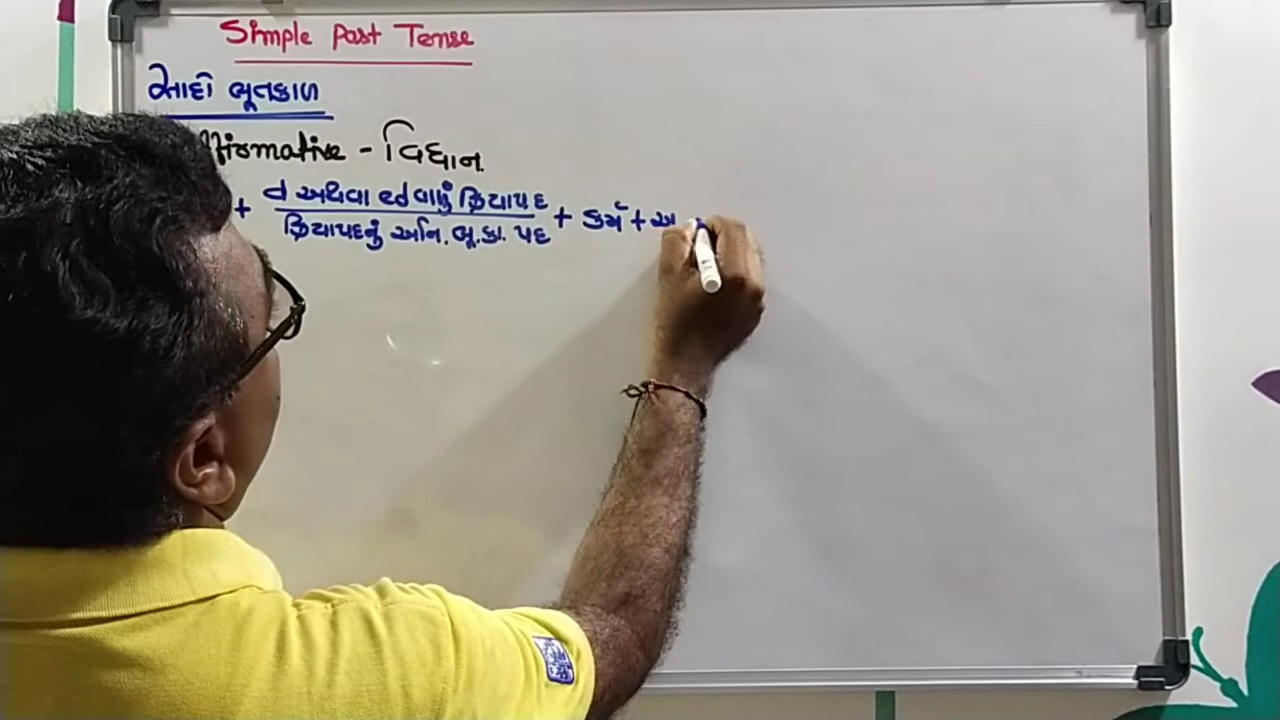 Simple Past Tense
સાદો ભૂતકાળ
ffirmative - વિધાન
+ d અથવા ed વાળું ક્રિયાપદ
ક્રિયાપદનું અનિ. ભૂ. કા. પદ + કર્મ + અ